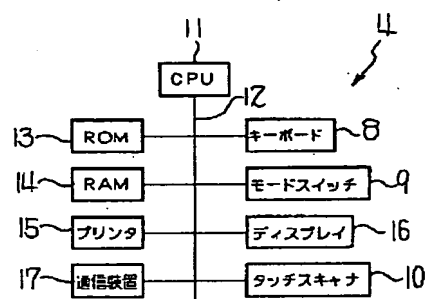 11
4
CPU
12
13 ROM キーボード 8
14 RAM モードスイッチ 9
15 プリンタ ディスプレイ 16
17 通信装置 タッチスキャナ 10